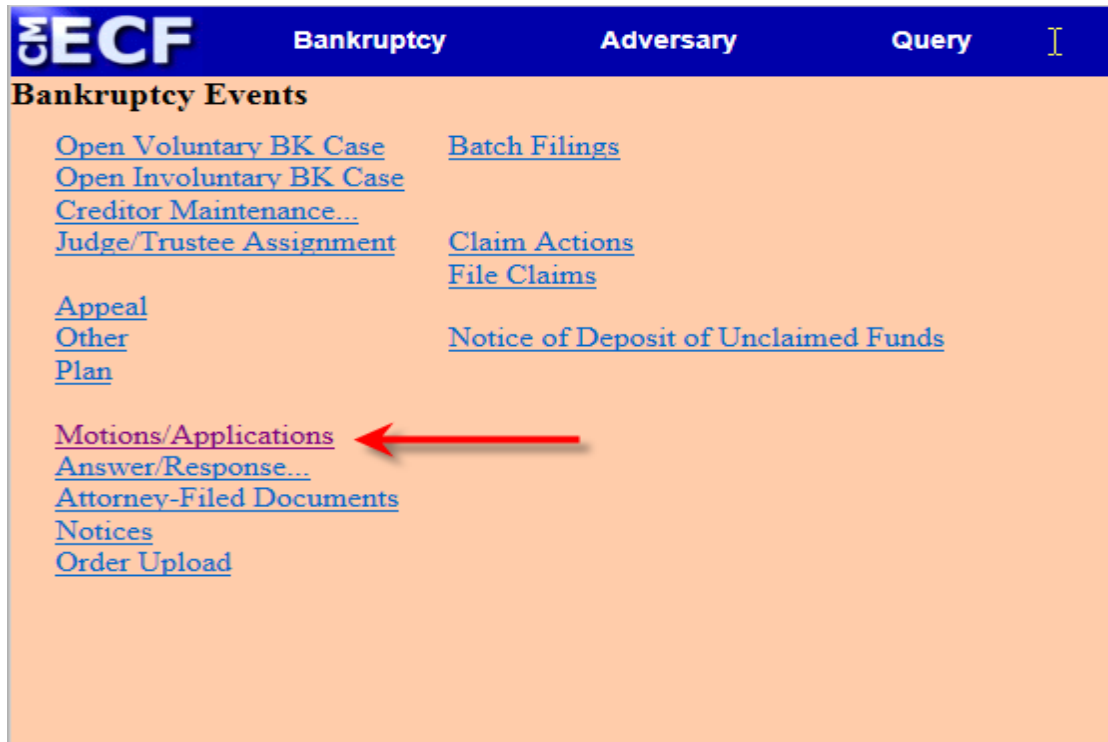 CM ECF Bankruptcy Adversary Query
Bankruptcy Events
Open Voluntary BK Case Batch Filings
Open Involuntary BK Case
Creditor Maintenance...
Judge/Trustee Assignment Claim Actions
File Claims
Appeal
Other Notice of Deposit of Unclaimed Funds
Plan
Motions/Applications
Answer/Response...
Attorney-Filed Documents
Notices
Order Upload